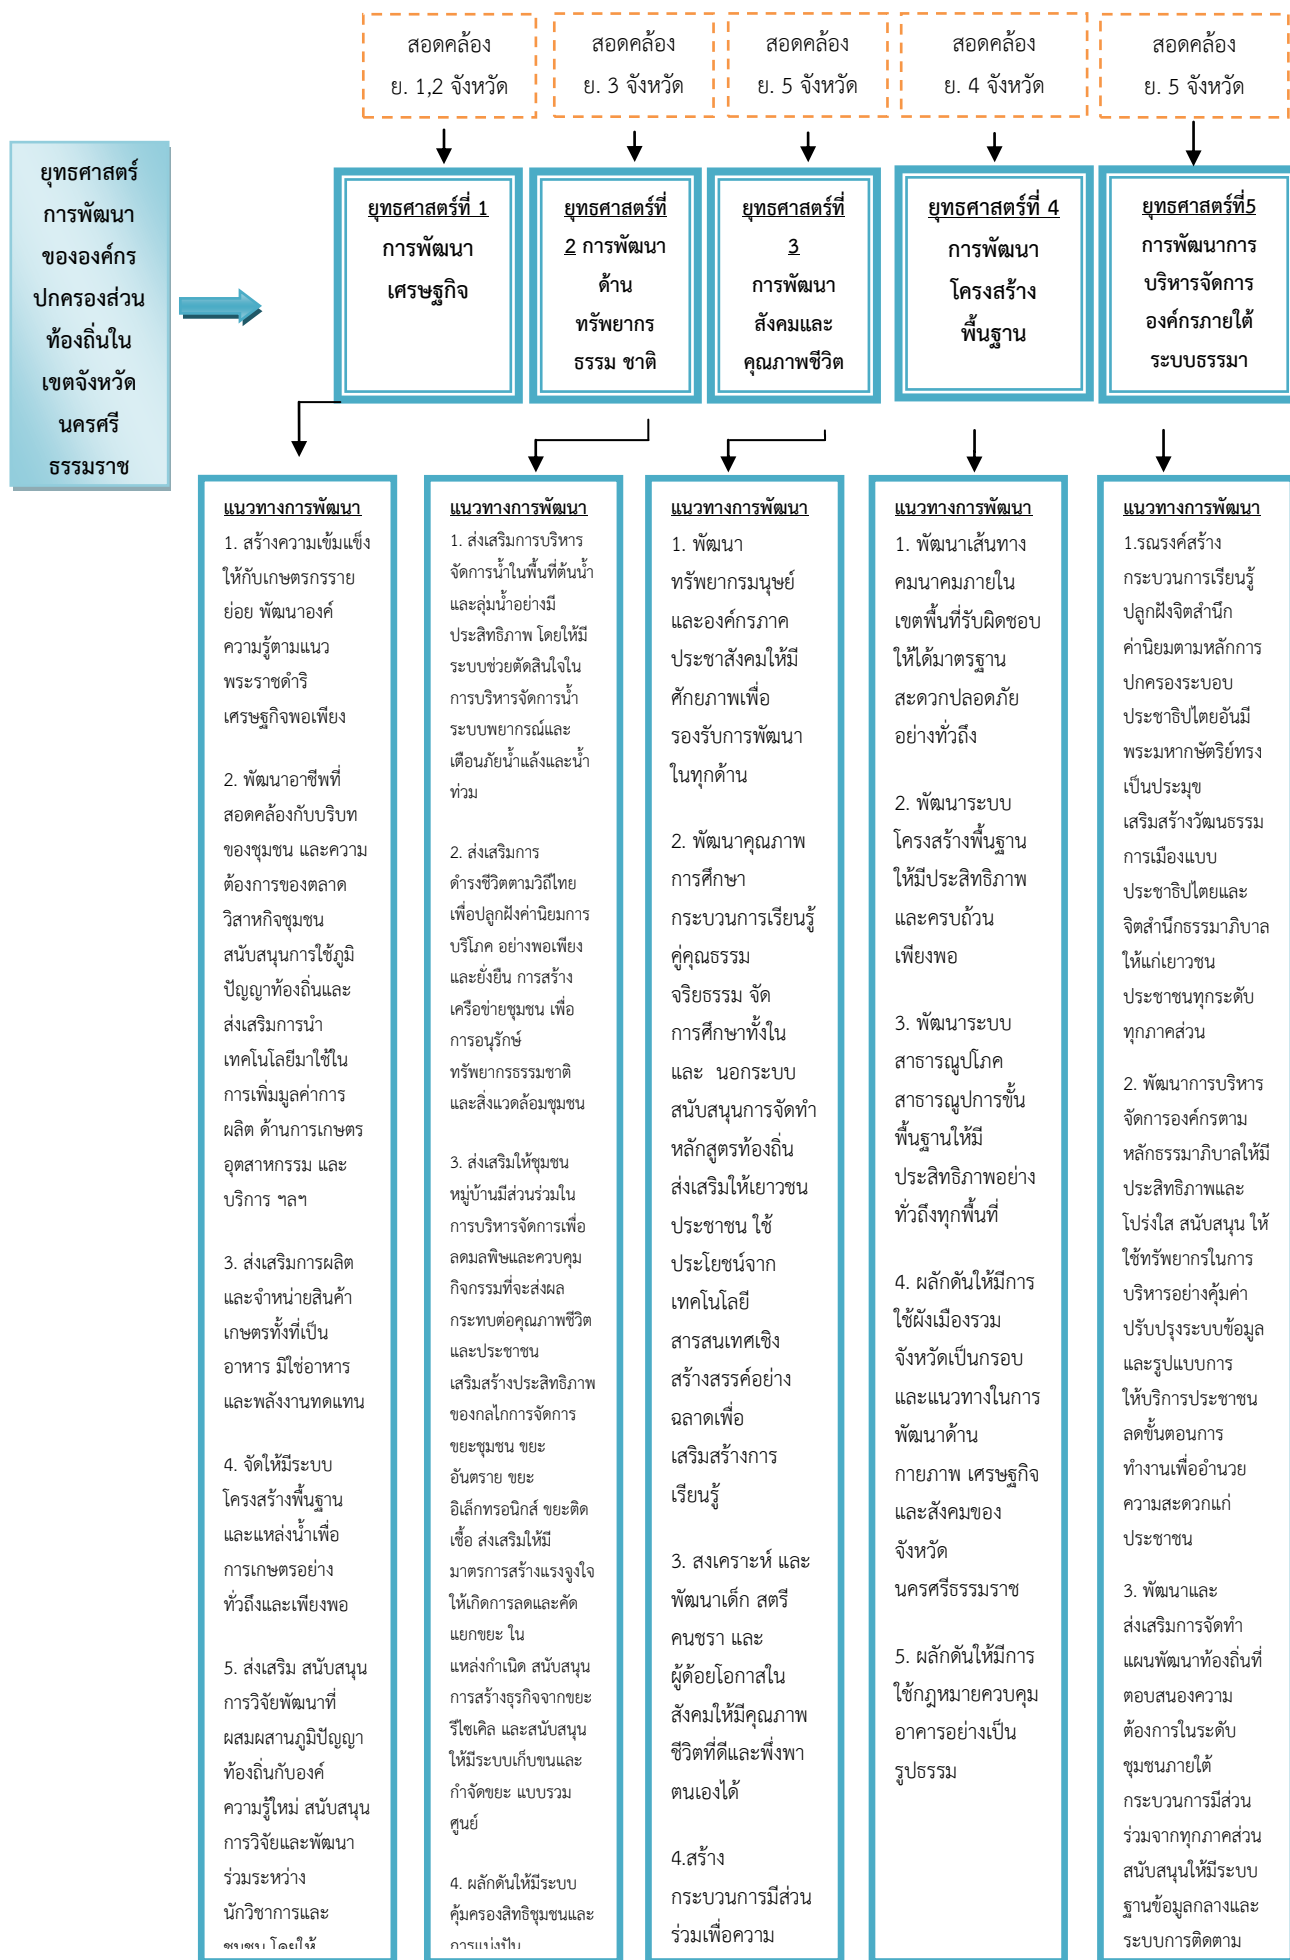 สอดคล้อง
ย. 1,2 จังหวัด
สอดคล้อง
ย. 3 จังหวัด
สอดคล้อง
ย. 5 จังหวัด
สอดคล้อง
ย. 4 จังหวัด
สอดคล้อง
ย. 5 จังหวัด
ยุทธศาสตร์
การพัฒนา
ขององค์กร
ปกครองส่วน
ท้องถิ่นใน
เขตจังหวัด
นครศรี
ธรรมราช
ยุทธศาสตร์ที่ 1
การพัฒนา
เศรษฐกิจ
ยุทธศาสตร์ที่
2 การพัฒนา
ด้าน
ทรัพยากร
ธรรม ชาติ
ยุทธศาสตร์ที่
3
การพัฒนา
สังคมและ
คุณภาพชีวิต
ยุทธศาสตร์ที่ 4
การพัฒนา
โครงสร้าง
พื้นฐาน
ยุทธศาสตร์ที่5
การพัฒนาการ
บริหารจัดการ
องค์กรภายใต้
ระบบธรรมา
แนวทางการพัฒนา
1. สร้างความเข้มแข็ง
ให้กับเกษตรกรราย
ย่อย พัฒนาองค์
ความรู้ตามแนว
พระราชดำริ
เศรษฐกิจพอเพียง
2. พัฒนาอาชีพที่
สอดคล้องกับบริบท
ของชุมชน และความ
ต้องการของตลาด
วิสาหกิจชุมชน
สนับสนุนการใช้ภูมิ
ปัญญาท้องถิ่นและ
ส่งเสริมการนำ
เทคโนโลยีมาใช้ใน
การเพิ่มมูลค่าการ
ผลิต ด้านการเกษตร
อุตสาหกรรม และ
บริการ ฯลฯ
3. ส่งเสริมการผลิต
และจำหน่ายสินค้า
เกษตรทั้งที่เป็น
อาหาร มิใช่อาหาร
และพลังงานทดแทน
4. จัดให้มีระบบ
โครงสร้างพื้นฐาน
และแหล่งน้ำเพื่อ
การเกษตรอย่าง
ทั่วถึงและเพียงพอ
5. ส่งเสริม สนับสนุน
การวิจัยพัฒนาที่
ผสมผสานภูมิปัญญา
ท้องถิ่นกับองค์
ความรู้ใหม่ สนับสนุน
การวิจัยและพัฒนา
ร่วมระหว่าง
นักวิชาการและ
ชุมชน โดยให้
แนวทางการพัฒนา
1. ส่งเสริมการบริหาร
จัดการน้ำในพื้นที่ต้นน้ำ
และลุ่มน้ำอย่างมี
ประสิทธิภาพ โดยให้มี
ระบบช่วยตัดสินใจใน
การบริหารจัดการน้ำ
ระบบพยากรณ์และ
เตือนภัยน้ำแล้งและน้ำ
ท่วม
2. ส่งเสริมการ
ดำรงชีวิตตามวิถีไทย
เพื่อปลูกฝังค่านิยมการ
บริโภค อย่างพอเพียง
และยั่งยืน การสร้าง
เครือข่ายชุมชน เพื่อ
การอนุรักษ์
ทรัพยากรธรรมชาติ
และสิ่งแวดล้อมชุมชน
3. ส่งเสริมให้ชุมชน
หมู่บ้านมีส่วนร่วมใน
การบริหารจัดการเพื่อ
ลดมลพิษและควบคุม
กิจกรรมที่จะส่งผล
กระทบต่อคุณภาพชีวิต
และประชาชน
เสริมสร้างประสิทธิภาพ
ของกลไกการจัดการ
ขยะชุมชน ขยะ
อันตราย ขยะ
อิเล็กทรอนิกส์ ขยะติด
เชื้อ ส่งเสริมให้มี
มาตรการสร้างแรงจูงใจ
ให้เกิดการลดและคัด
แยกขยะ ใน
แหล่งกำเนิด สนับสนุน
การสร้างธุรกิจจากขยะ
รีไซเคิล และสนับสนุน
ให้มีระบบเก็บขนและ
กำจัดขยะ แบบรวม
ศูนย์
4. ผลักดันให้มีระบบ
คุ้มครองสิทธิชุมชนและ
การแบ่งปัน
แนวทางการพัฒนา
1. พัฒนา
ทรัพยากรมนุษย์
และองค์กรภาค
ประชาสังคมให้มี
ศักยภาพเพื่อ
รองรับการพัฒนา
ในทุกด้าน
2. พัฒนาคุณภาพ
การศึกษา
กระบวนการเรียนรู้
คู่คุณธรรม
จริยธรรม จัด
การศึกษาทั้งใน
และ นอกระบบ
สนับสนุนการจัดทำ
หลักสูตรท้องถิ่น
ส่งเสริมให้เยาวชน
ประชาชน ใช้
ประโยชน์จาก
เทคโนโลยี
สารสนเทศเชิง
สร้างสรรค์อย่าง
ฉลาดเพื่อ
เสริมสร้างการ
เรียนรู้
3. สงเคราะห์ และ
พัฒนาเด็ก สตรี
คนชรา และ
ผู้ด้อยโอกาสใน
สังคมให้มีคุณภาพ
ชีวิตที่ดีและพึ่งพา
ตนเองได้
4.สร้าง
กระบวนการมีส่วน
ร่วมเพื่อความ
แนวทางการพัฒนา
1. พัฒนาเส้นทาง
คมนาคมภายใน
เขตพื้นที่รับผิดชอบ
ให้ได้มาตรฐาน
สะดวกปลอดภัย
อย่างทั่วถึง
2. พัฒนาระบบ
โครงสร้างพื้นฐาน
ให้มีประสิทธิภาพ
และครบถ้วน
เพียงพอ
3. พัฒนาระบบ
สาธารณูปโภค
สาธารณูปการขั้น
พื้นฐานให้มี
ประสิทธิภาพอย่าง
ทั่วถึงทุกพื้นที่
4. ผลักดันให้มีการ
ใช้ผังเมืองรวม
จังหวัดเป็นกรอบ
และแนวทางในการ
พัฒนาด้าน
กายภาพ เศรษฐกิจ
และสังคมของ
จังหวัด
นครศรีธรรมราช
5. ผลักดันให้มีการ
ใช้กฎหมายควบคุม
อาคารอย่างเป็น
รูปธรรม
แนวทางการพัฒนา
1.รณรงค์สร้าง
กระบวนการเรียนรู้
ปลูกฝังจิตสำนึก
ค่านิยมตามหลักการ
ปกครองระบอบ
ประชาธิปไตยอันมี
พระมหากษัตริย์ทรง
เป็นประมุข
เสริมสร้างวัฒนธรรม
การเมืองแบบ
ประชาธิปไตยและ
จิตสำนึกธรรมาภิบาล
ให้แก่เยาวชน
ประชาชนทุกระดับ
ทุกภาคส่วน
2. พัฒนาการบริหาร
จัดการองค์กรตาม
หลักธรรมาภิบาลให้มี
ประสิทธิภาพและ
โปร่งใส สนับสนุน ให้
ใช้ทรัพยากรในการ
บริหารอย่างคุ้มค่า
ปรับปรุงระบบข้อมูล
และรูปแบบการ
ให้บริการประชาชน
ลดขั้นตอนการ
ทำงานเพื่ออำนวย
ความสะดวกแก่
ประชาชน
3. พัฒนาและ
ส่งเสริมการจัดทำ
แผนพัฒนาท้องถิ่นที่
ตอบสนองความ
ต้องการในระดับ
ชุมชนภายใต้
กระบวนการมีส่วน
ร่วมจากทุกภาคส่วน
สนับสนุนให้มีระบบ
ฐานข้อมูลกลางและ
ระบบการติดตาม